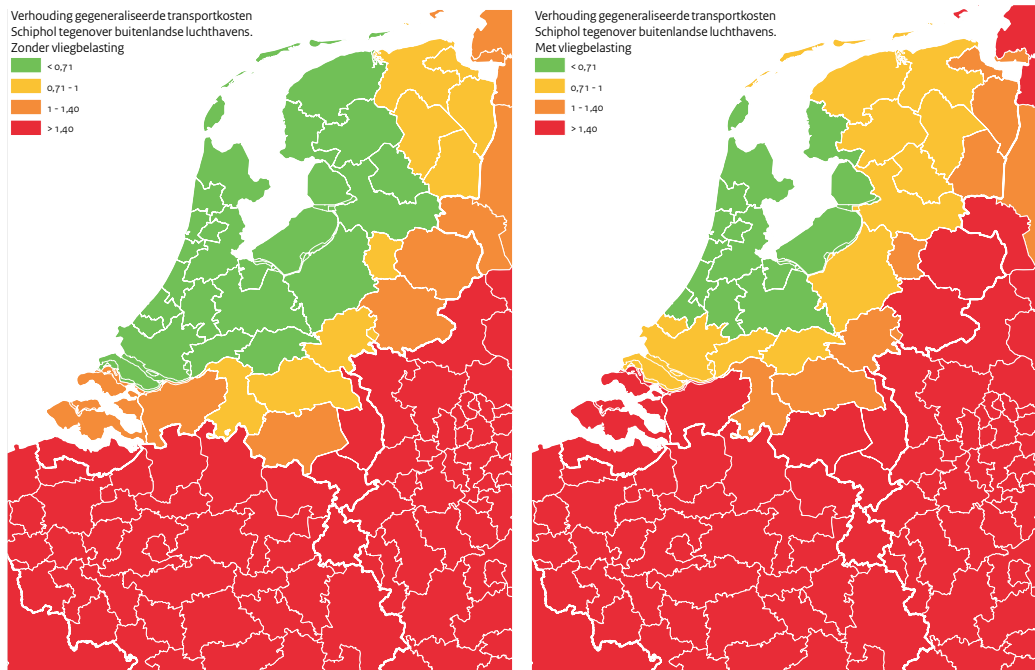 Verhouding gegeneraliseerde transportkosten
Schiphol tegenover buitenlandse luchthavens.
Zonder vliegbelasting
< 0,71
0,71 - 1
1 - 1,40
> 1,40
Verhouding gegeneraliseerde transportkosten
Schiphol tegenover buitenlandse luchthavens.
Met vliegbelasting
< 0,71
0,71 - 1
1 - 1,40
> 1,40